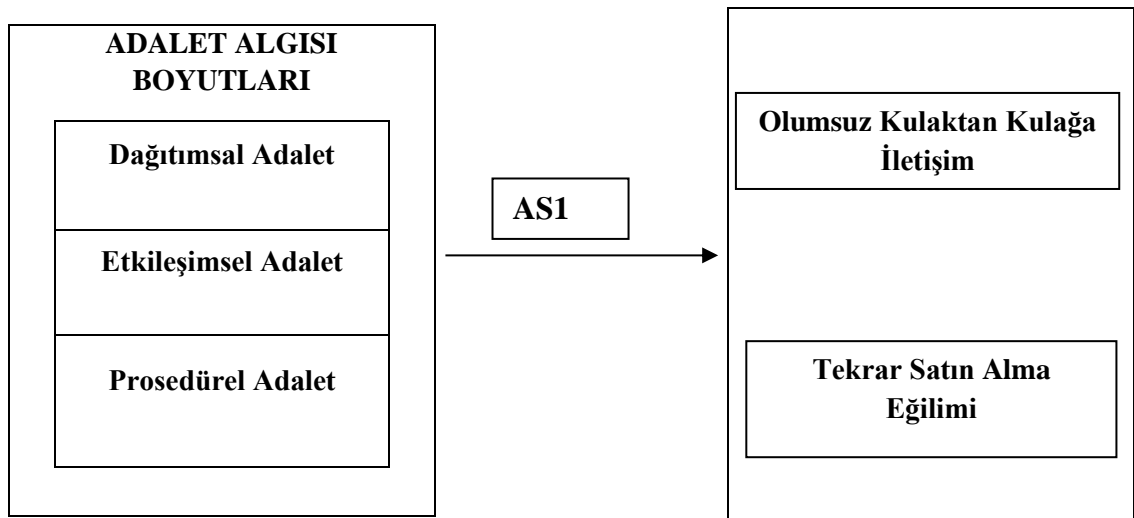 ADALET ALGISI
BOYUTLARI
Dağıtımsal Adalet
Etkileşimsel Adalet
Prosedürel Adalet
AS1
Olumsuz Kulaktan Kulağa
İletişim
Tekrar Satın Alma
Eğilimi